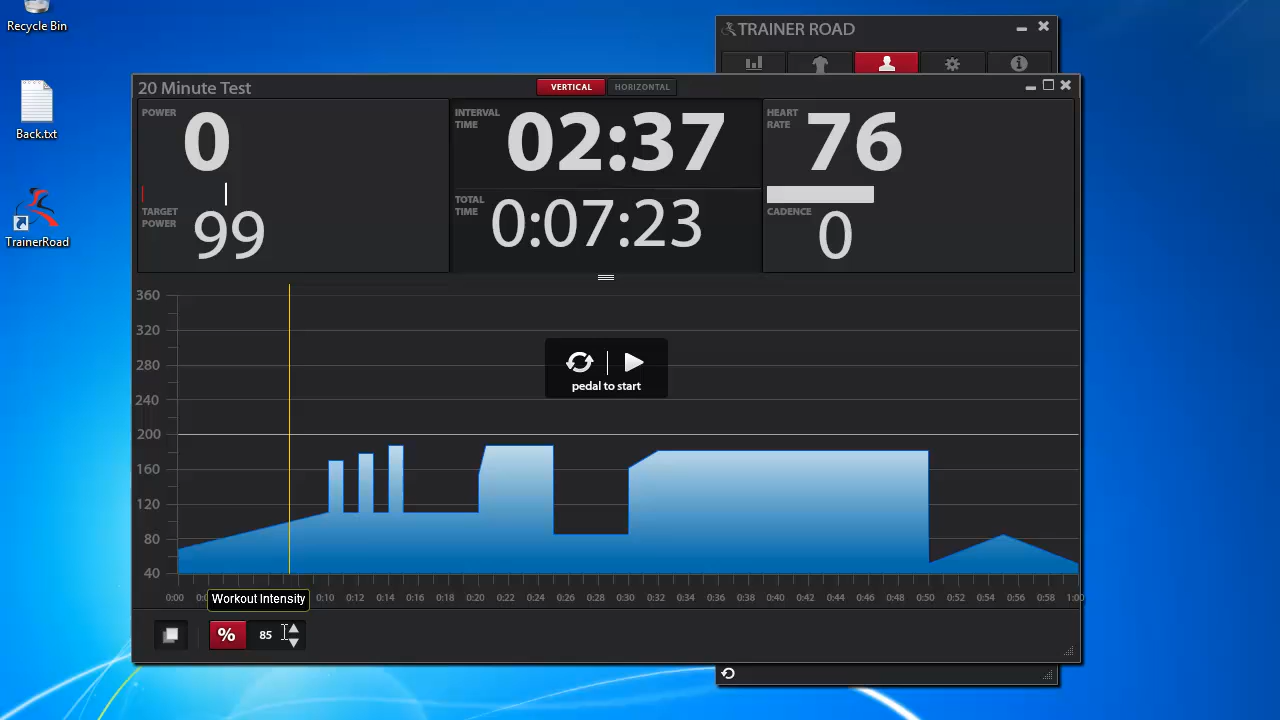 Recycle Bin
Back.txt
TrainerRoad
TRAINER ROAD
20 Minute Test
VERTICAL
HORIZONTAL
POWER
0
TARGET POWER
99
INTERVAL TIME
02:37
TOTAL TIME
0:07:23
HEART RATE
76
CADENCE
0
360
320
280
240
200
160
120
80
40
pedal to start
0:00 0:10 0:12 0:14 0:16 0:18 0:20 0:22 0:24 0:26 0:28 0:30 0:32 0:34 0:36 0:38 0:40 0:42 0:44 0:46 0:48 0:50 0:52 0:54 0:56 0:58 1:00
Workout Intensity
% 85